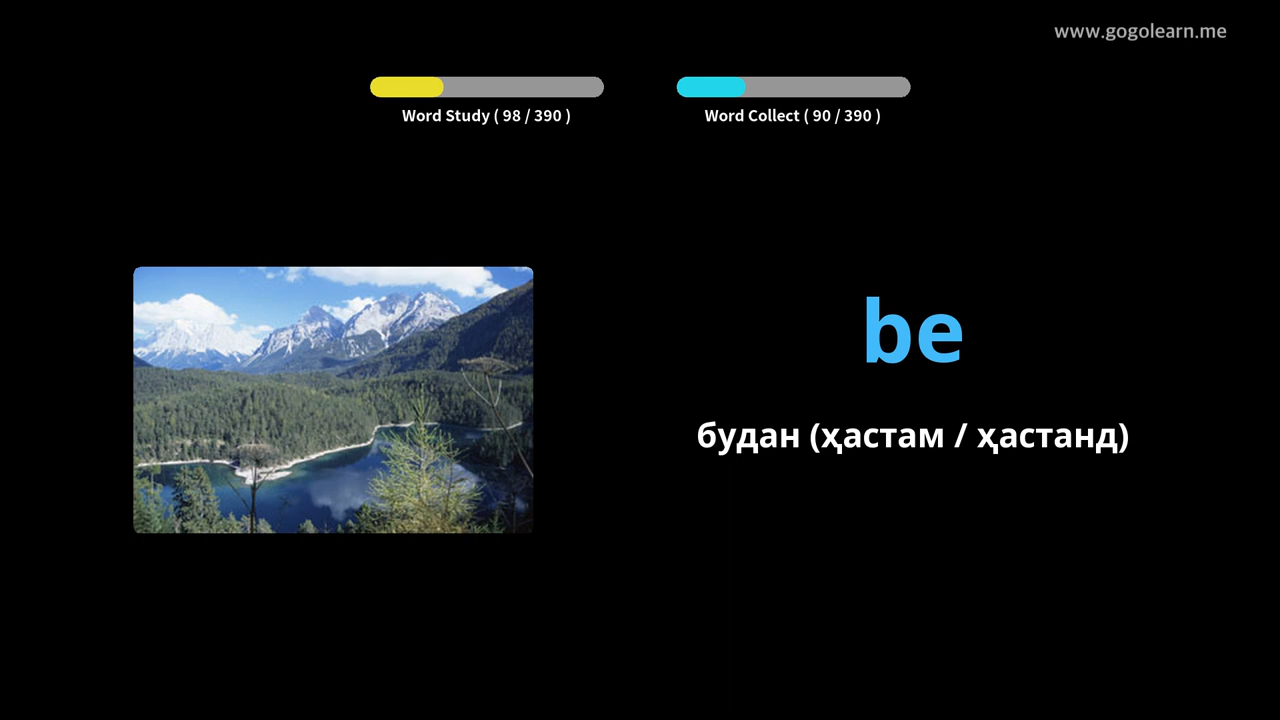 www.gogolearn.me
Word Study ( 98 / 390 )
Word Collect ( 90 / 390 )
be
будан (ҳастам / ҳастанд)